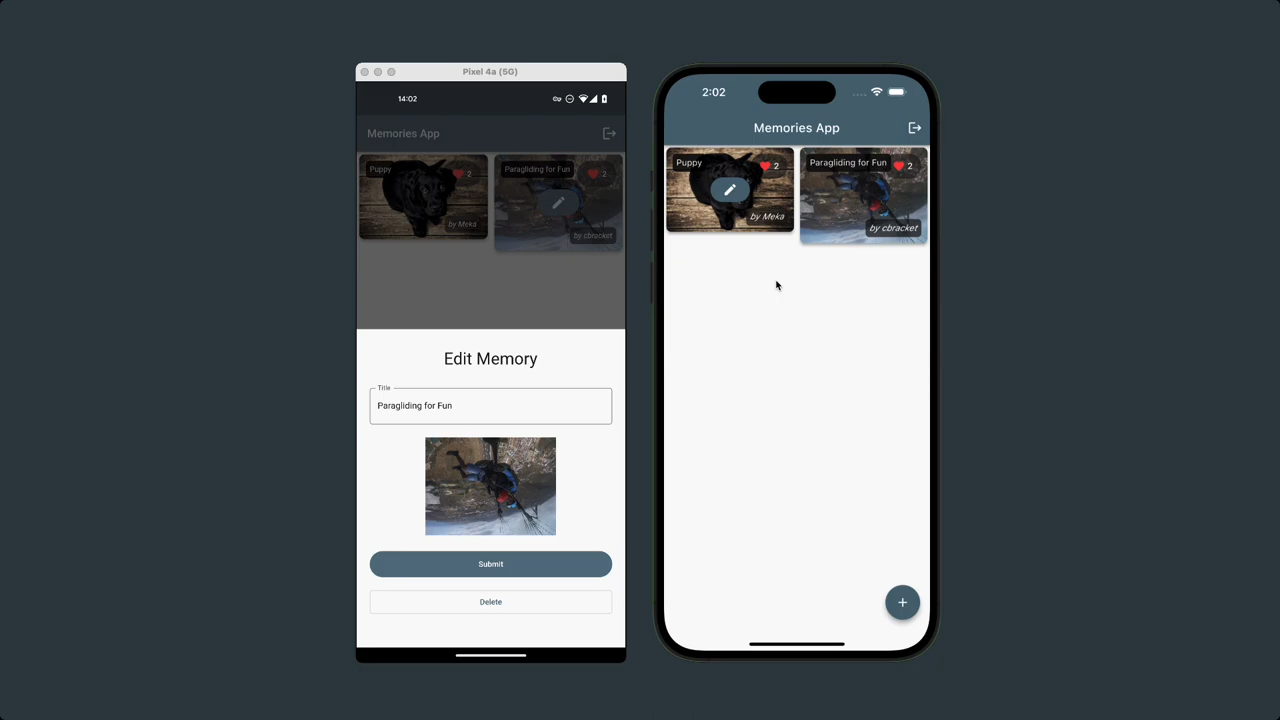 Pixel 4a (5G)
14:02
Memories App
Puppy
2
by Meka
Paragliding for Fun
2
by cbracket
Edit Memory
Title
Paragliding for Fun
Submit
Delete
2:02
Memories App
Puppy
2
by Meka
Paragliding for Fun
2
by cbracket
+